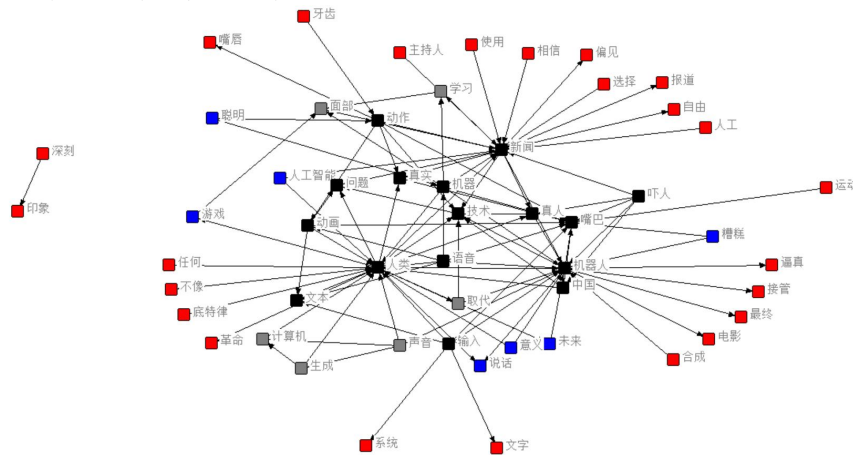 牙齿
嘴唇
主持人
使用
相信
偏见
学习
选择
报道
面部
自由
聪明
动作
人工
新闻
深刻
人工智能
真实
问题
机器
运动
吓人
印象
游戏
技术
真人
动画
嘴巴
槽糕
任何
人类
语音
机器人
逼真
不像
中国
接管
文本
取代
底特律
最终
革命
计算机
声音
输入
意义
未来
电影
说话
合成
生成
系统
文字